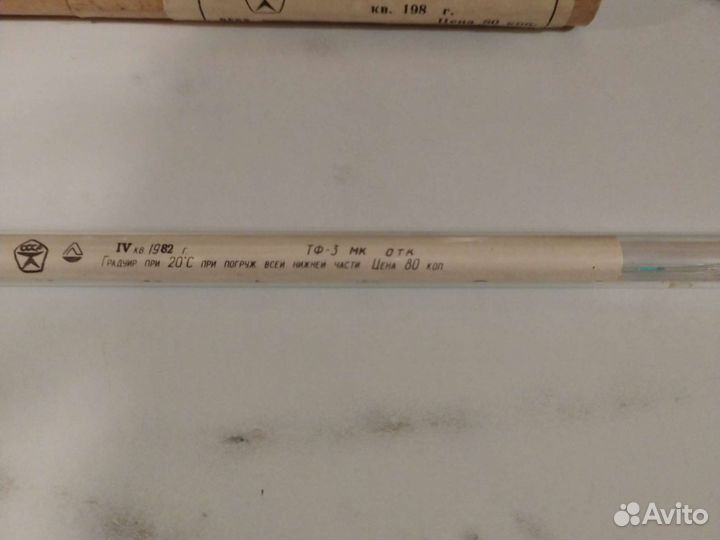 кв. 198 г.
Цена 80 коп.
СССР
IV кв 1982 г. ТФ-3 МК ОТК
Градуир при 20°С при погруж всей нижней части Цена 80 коп
Avito